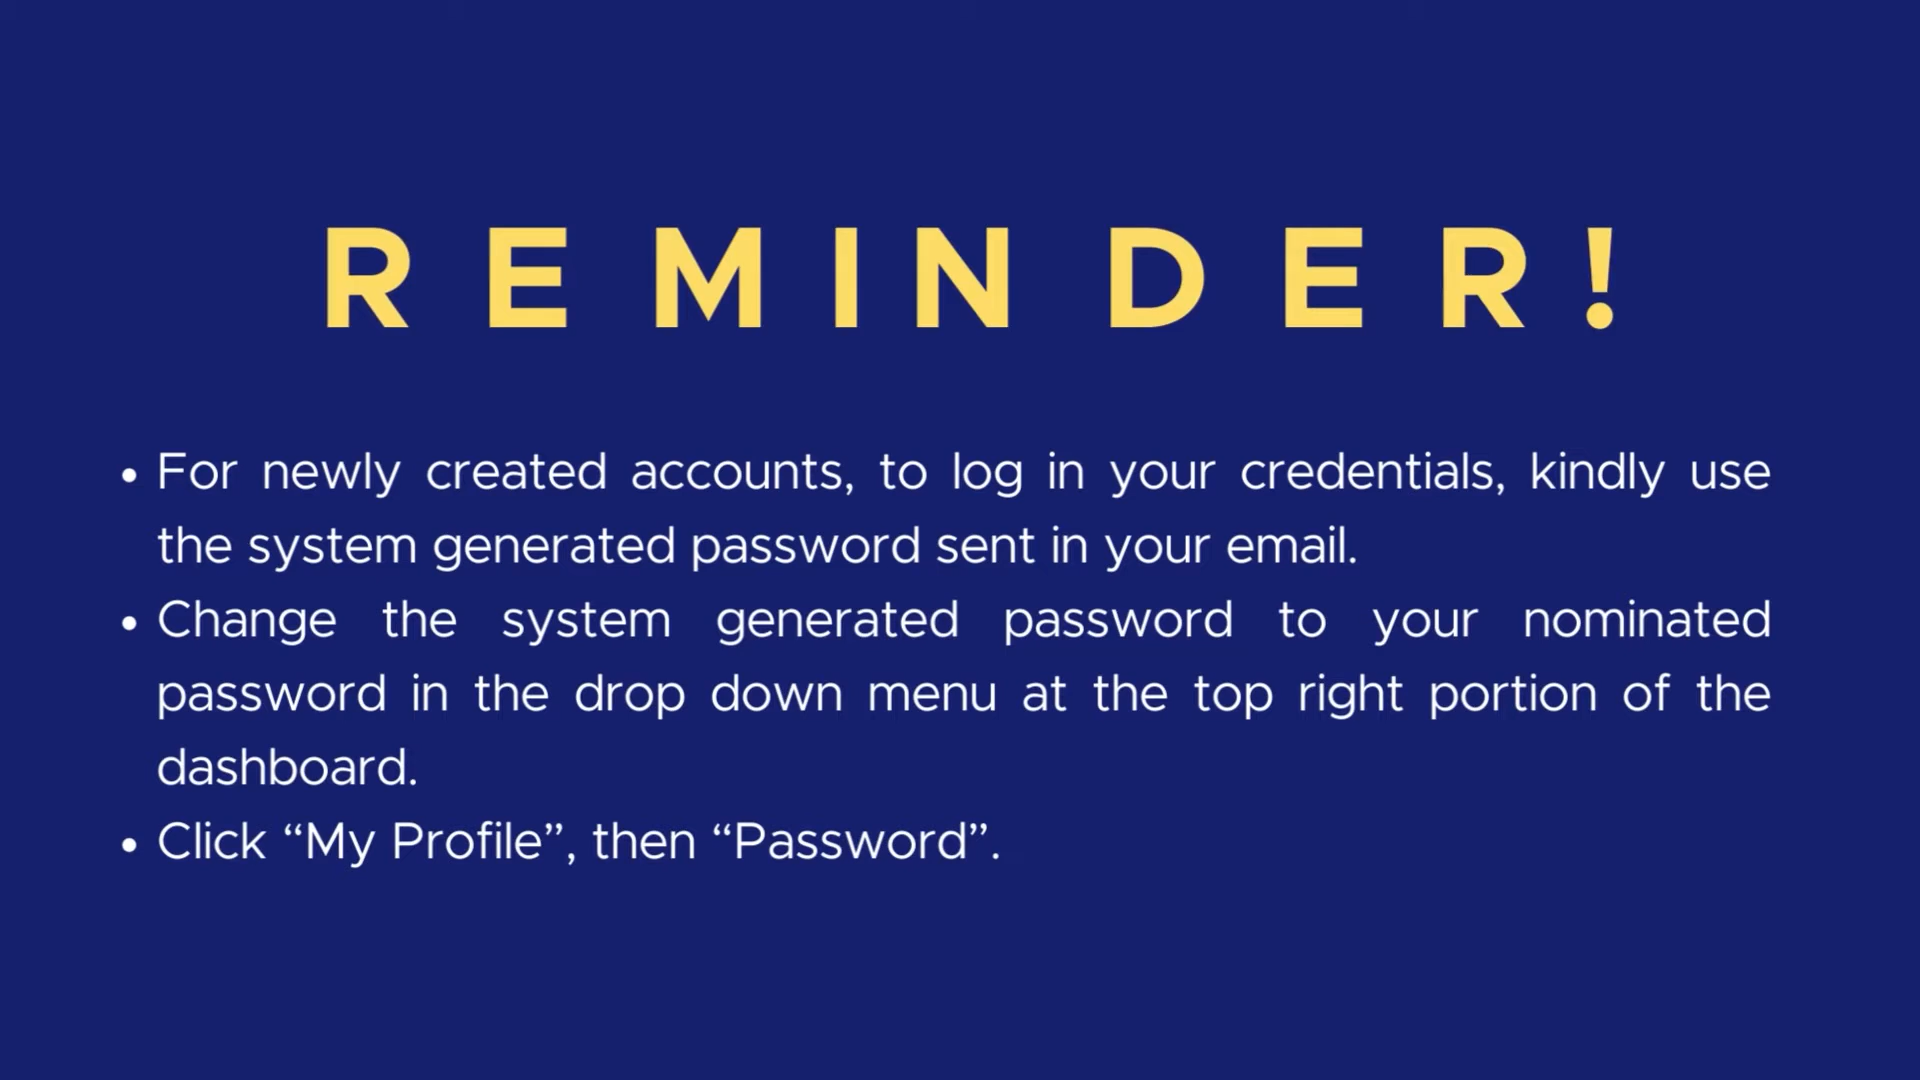 REMINDER!
• For newly created accounts, to log in your credentials, kindly use
the system generated password sent in your email.
• Change the system generated password to your nominated
password in the drop down menu at the top right portion of the
dashboard.
• Click “My Profile”, then “Password”.